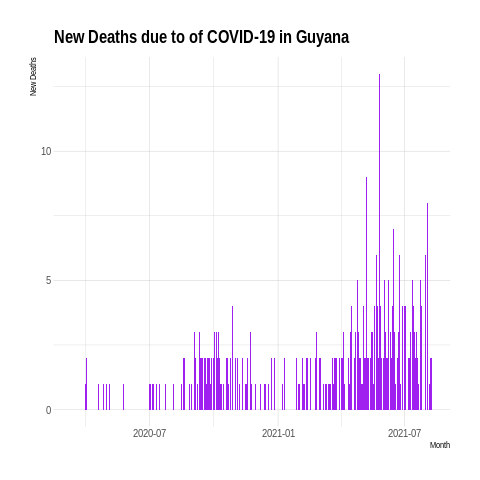 New Deaths due to of COVID-19 in Guyana
New Deaths
10
5
0
2020-07
2021-01
2021-07
Month